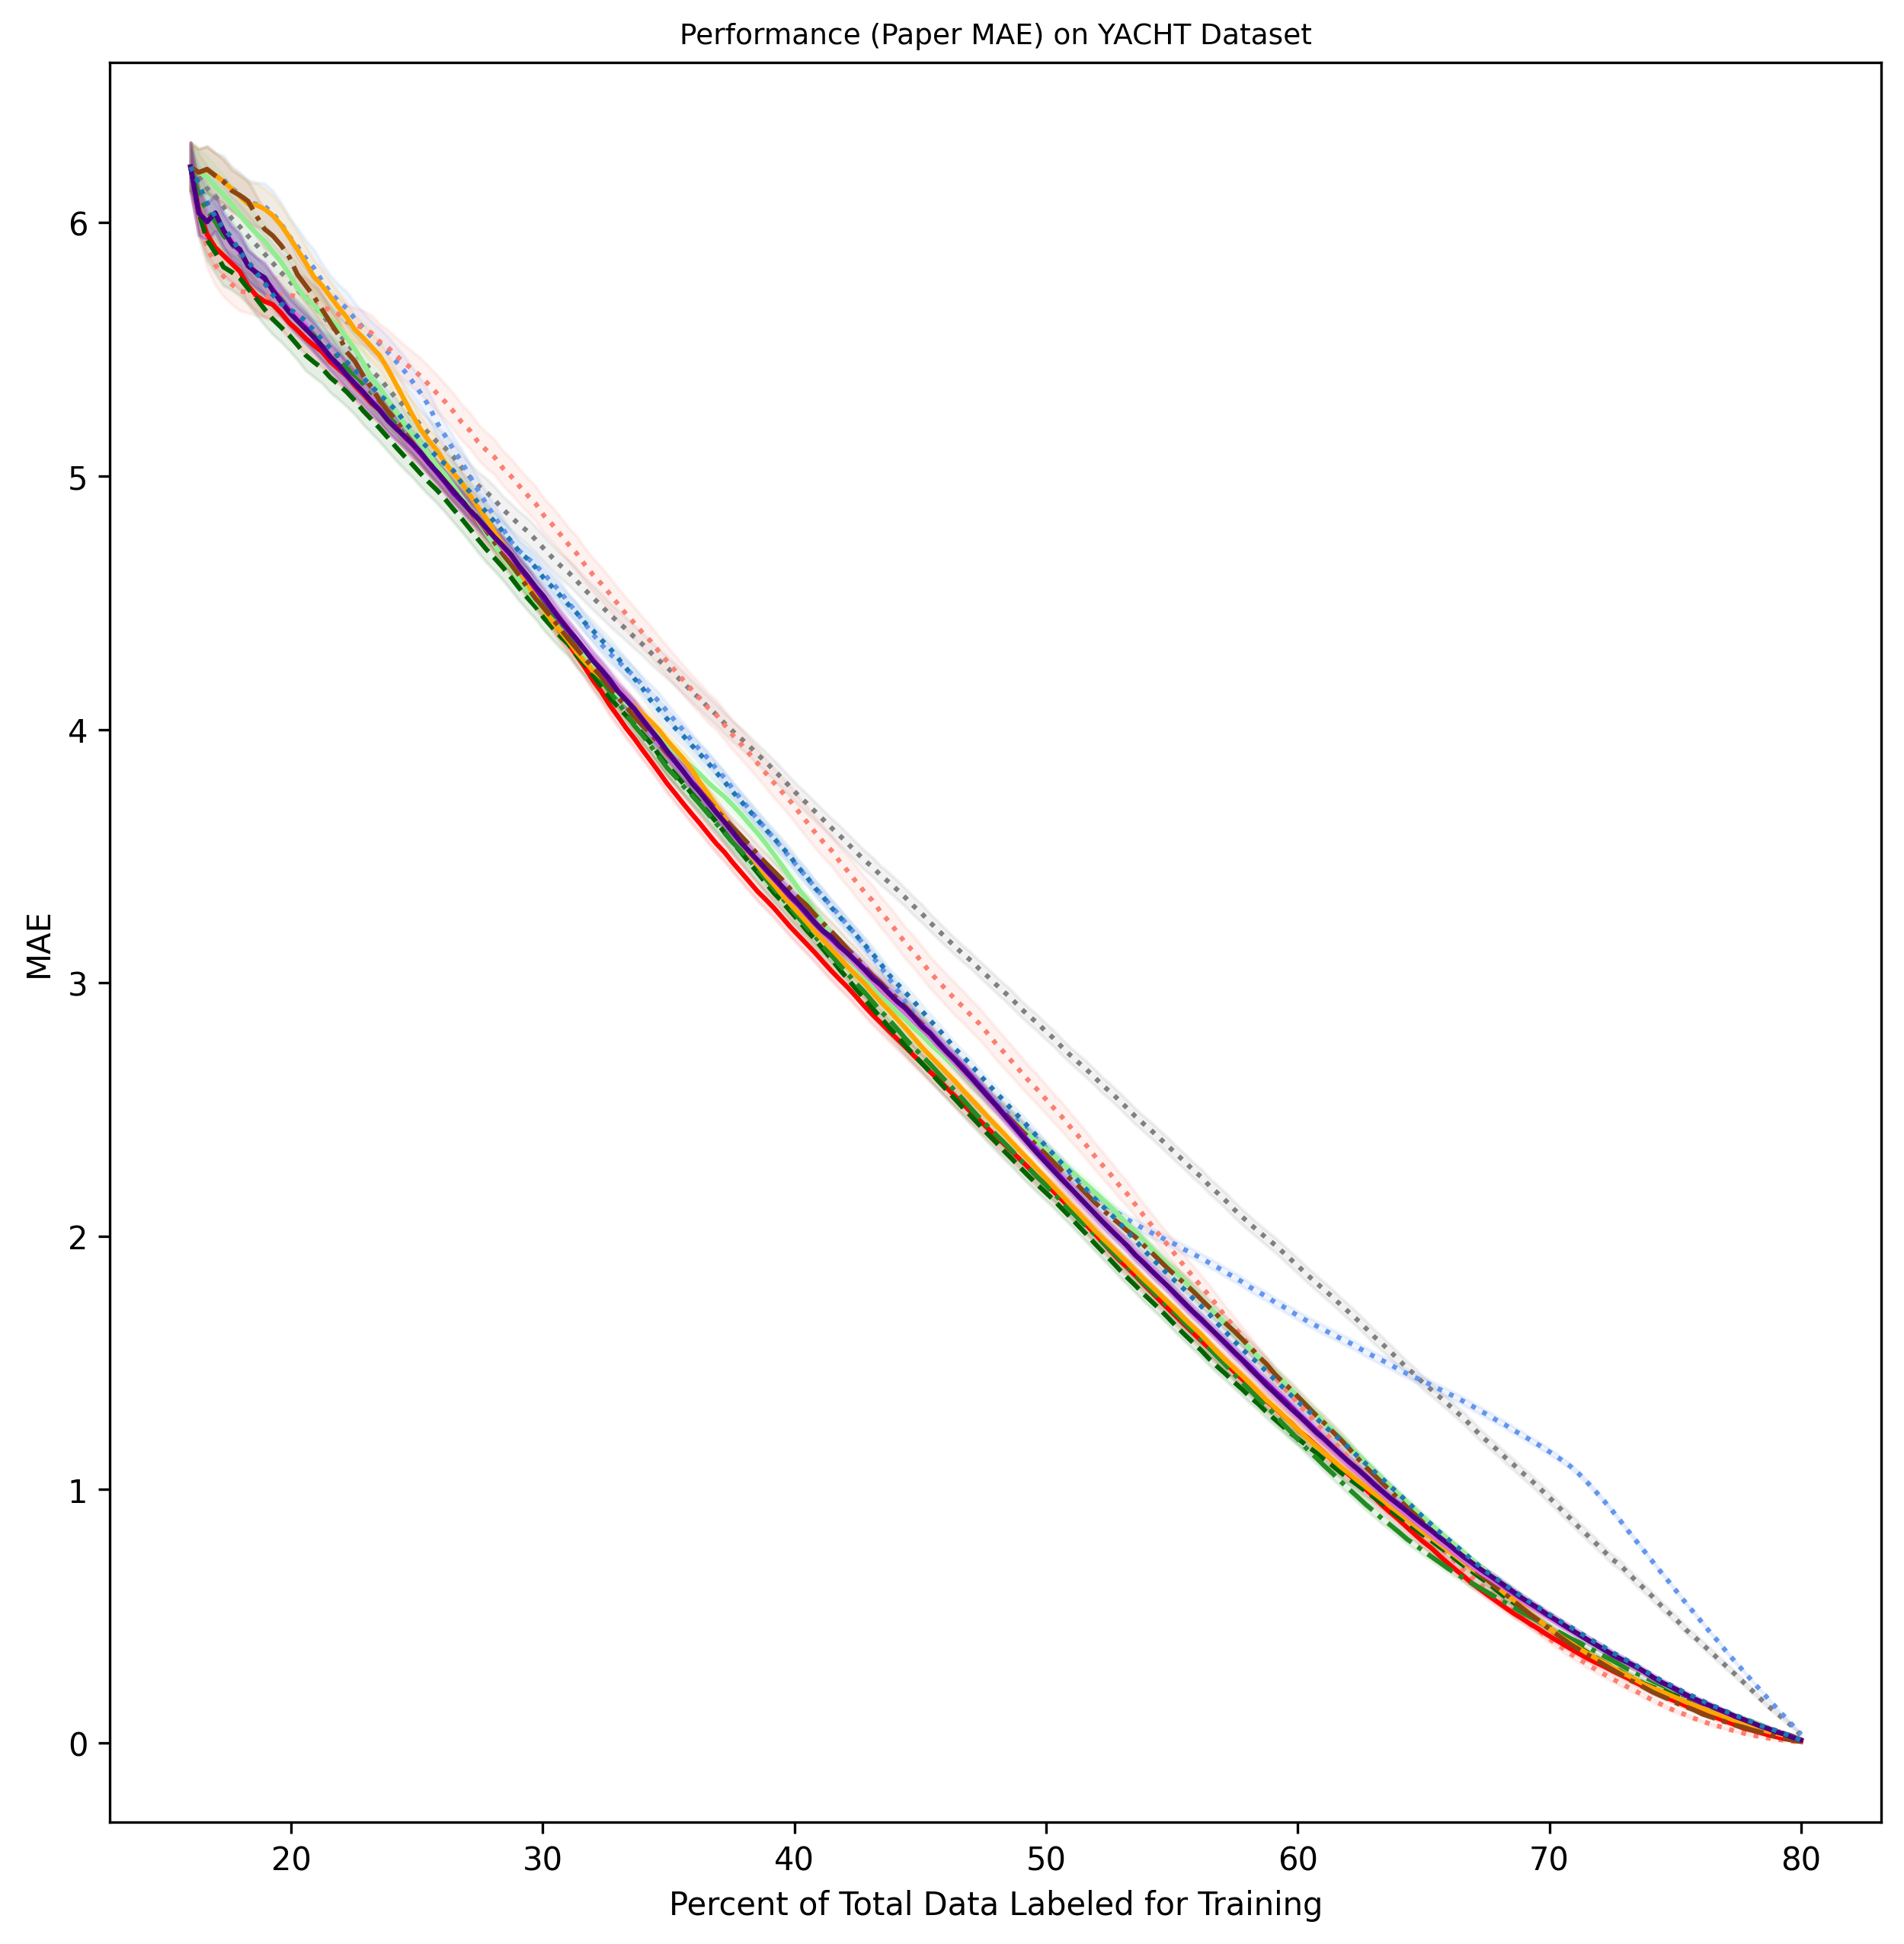 Performance (Paper MAE) on YACHT Dataset
MAE
6
5
4
3
2
1
0
20 30 40 50 60 70 80
Percent of Total Data Labeled for Training